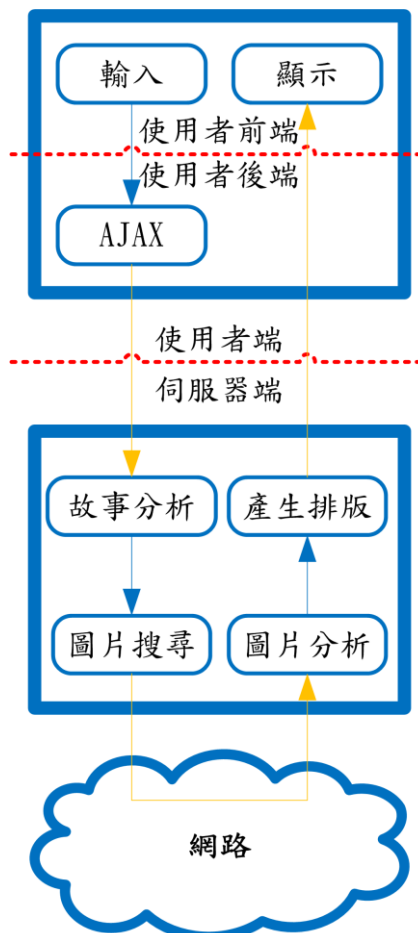 輸入
顯示
使用者前端
使用者後端
AJAX
使用者端
伺服器端
故事分析
產生排版
圖片搜尋
圖片分析
網路